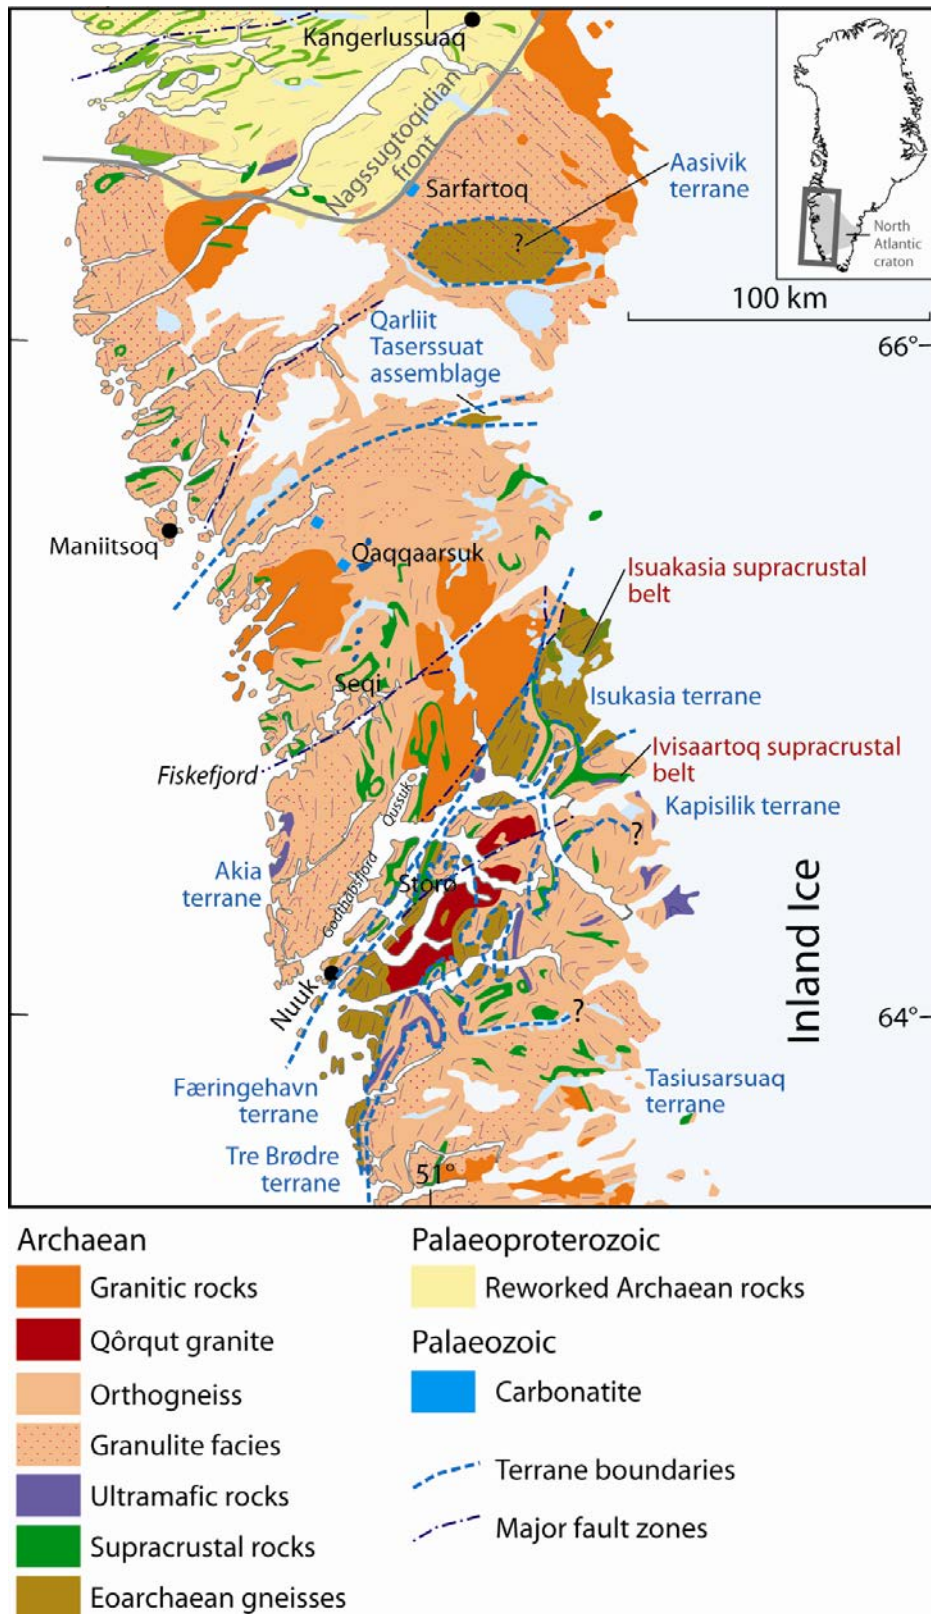 Kangerlussuaq
Nagssugtoqidian
front
Sarfartoq
Aasivik
terrane
?
North
Atlantic
craton
100 km
Qarliit
Taserssuat
assemblage
66°
Maniitsoq
Qaqqaarsuk
Isuakasia supracrustal
belt
Seqi
Isukasia terrane
Fiskefjord
Ivisaartoq supracrustal
belt
Qussuk
Kapisilik terrane
?
Akia
terrane
Storø
Godthåbsfjord
Inland Ice
Nuuk
?
64°
Færingehavn
terrane
Tasiusarsuaq
terrane
Tre Brødre
terrane
51°
Archaean
Granitic rocks
Qôrqut granite
Orthogneiss
Granulite facies
Ultramafic rocks
Supracrustal rocks
Eoarchaean gneisses
Palaeoproterozoic
Reworked Archaean rocks
Palaeozoic
Carbonatite
Terrane boundaries
Major fault zones